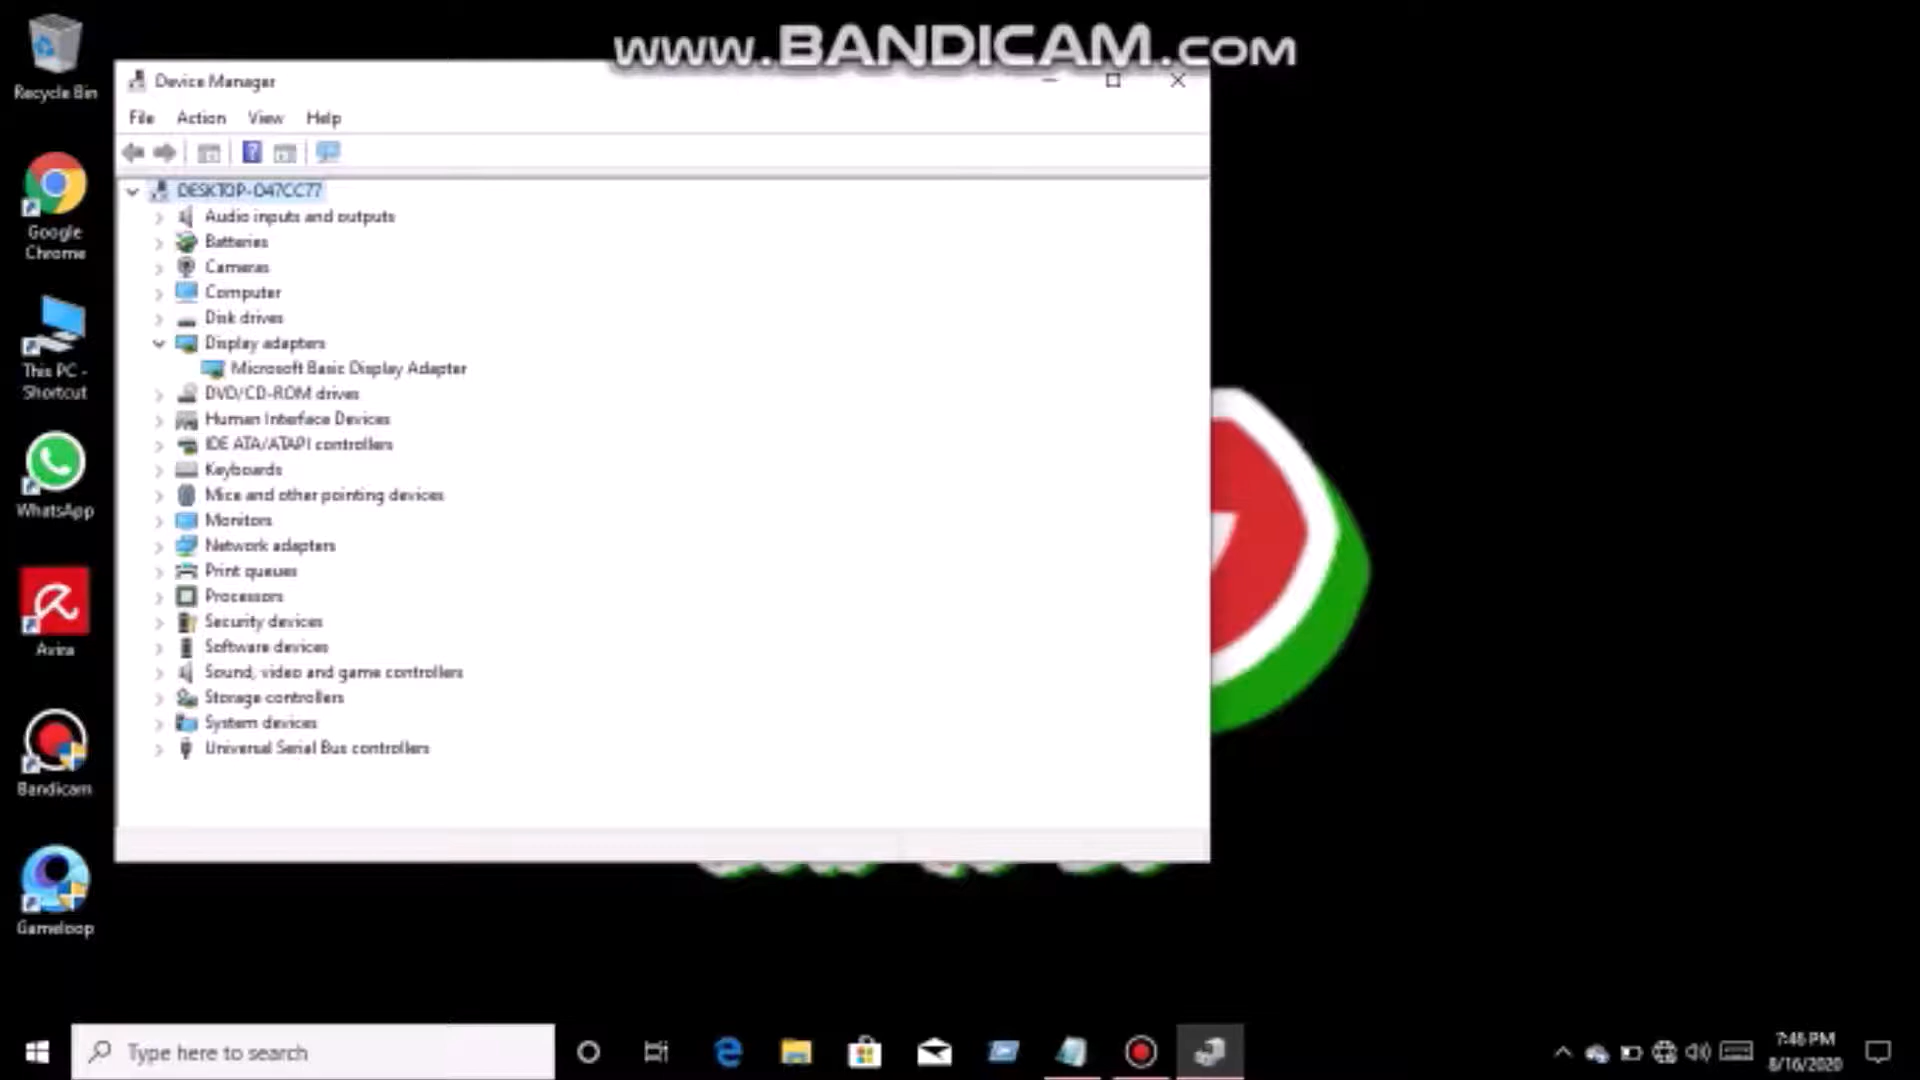 www.BANDICAM.com
Recycle Bin
Google
Chrome
This PC -
Shortcut
WhatsApp
Avira
Bandicam
Gameloop
Device Manager
File Action View Help
DESKTOP-O47CC77
Audio inputs and outputs
Batteries
Cameras
Computer
Disk drives
Display adapters
Microsoft Basic Display Adapter
DVD/CD-ROM drives
Human Interface Devices
IDE ATA/ATAPI controllers
Keyboards
Mice and other pointing devices
Monitors
Network adapters
Print queues
Processors
Security devices
Software devices
Sound, video and game controllers
Storage controllers
System devices
Universal Serial Bus controllers
Type here to search
7:46 PM
8/16/2020